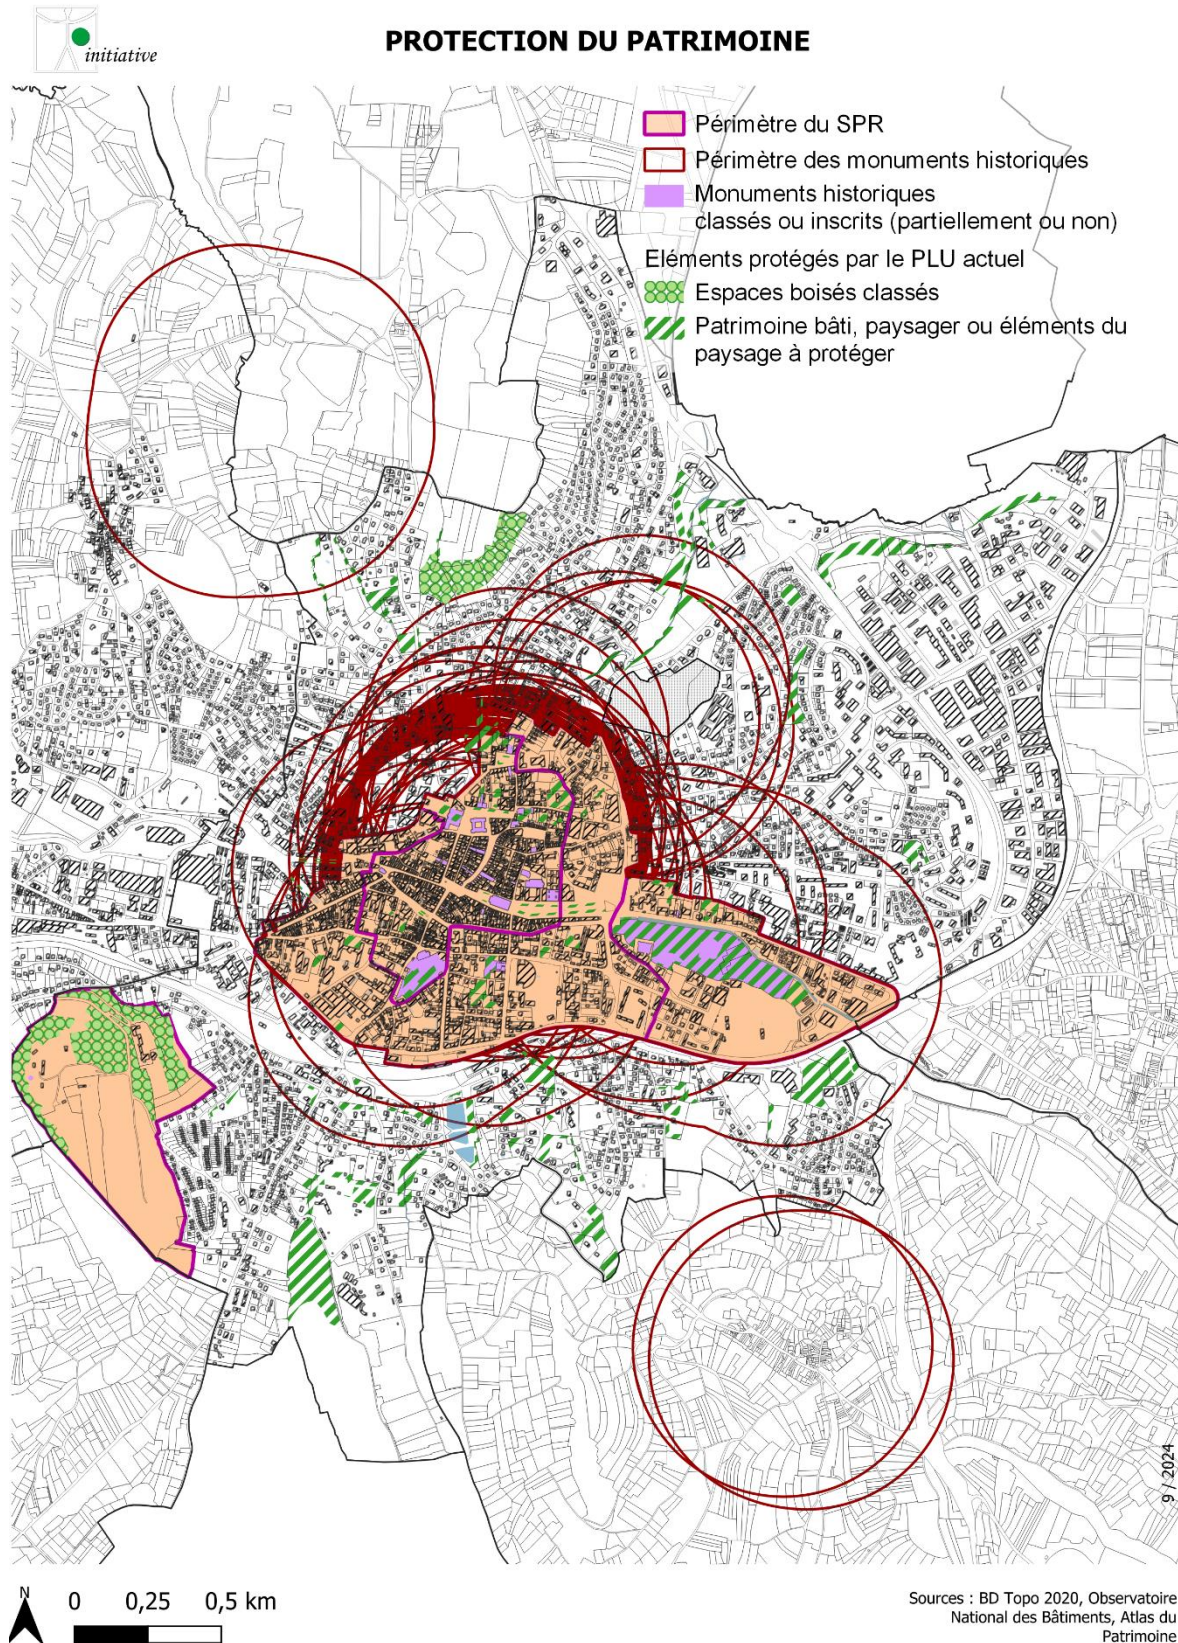 initiative
PROTECTION DU PATRIMOINE
Périmètre du SPR
Périmètre des monuments historiques
Monuments historiques
classés ou inscrits (partiellement ou non)
Eléments protégés par le PLU actuel
Espaces boisés classés
Patrimoine bâti, paysager ou éléments du
paysage à protéger
9 / 2024
N
0 0,25 0,5 km
Sources : BD Topo 2020, Observatoire
National des Bâtiments, Atlas du
Patrimoine